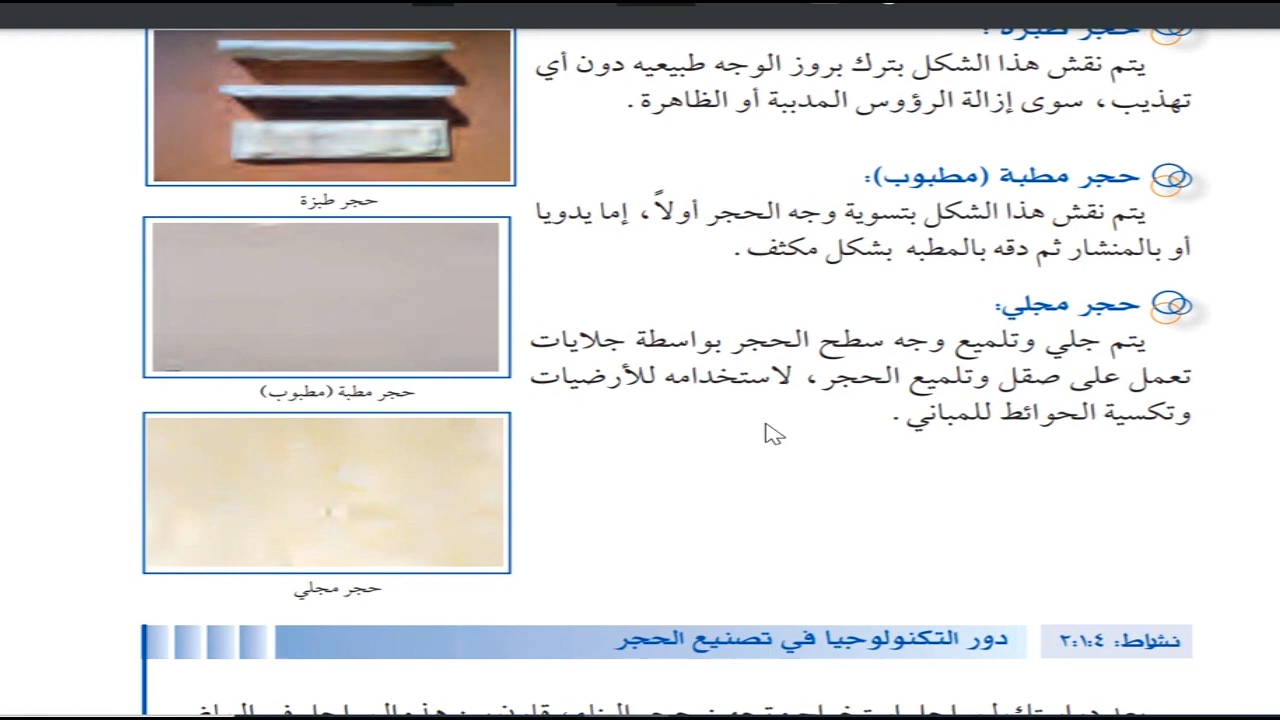 حجر طبزة :
يتم نقش هذا الشكل بترك بروز الوجه طبيعيه دون أي
تهذيب، سوى إزالة الرؤوس المدببة أو الظاهرة .
حجر طبزة
حجر مطبة (مطبوب):
يتم نقش هذا الشكل بتسوية وجه الحجر أولاً، إما يدويا
أو بالمنشار ثم دقه بالمطبه بشكل مكثف .
حجر مطبة (مطبوب)
حجر مجلي:
يتم جلي وتلميع وجه سطح الحجر بواسطة جلايات
تعمل على صقل وتلميع الحجر، لاستخدامه للأرضيات
وتكسية الحوائط للمباني .
حجر مجلي
نشاط: ٢:١:٤
دور التكنولوجيا في تصنيع الحجر